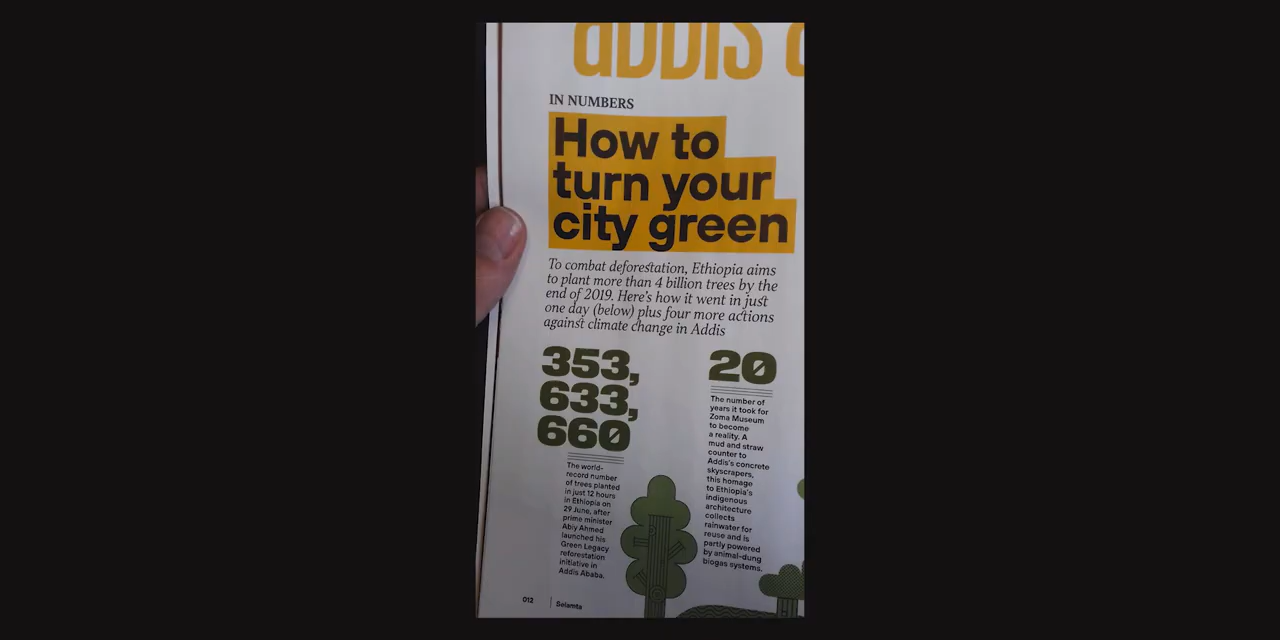 addis a
IN NUMBERS
How to
turn your
city green
To combat deforestation, Ethiopia aims
to plant more than 4 billion trees by the
end of 2019. Here's how it went in just
one day (below) plus four more actions
against climate change in Addis
353,
633,
660
The world-
record number
of trees planted
in just 12 hours
in Ethiopia on
29 June, after
prime minister
Abiy Ahmed
launched his
Green Legacy
reforestation
initiative in
Addis Ababa.
20
The number of
years it took for
Zoma Museum
to become
a reality. A
mud and straw
counter to
Addis's concrete
skyscrapers,
this homage
to Ethiopia's
indigenous
architecture
collects
rainwater for
reuse and is
partly powered
by animal-dung
biogas systems.
012
Selamta